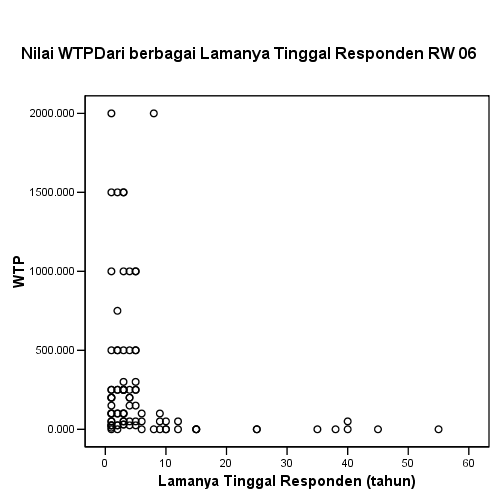 Nilai WTPDari berbagai Lamanya Tinggal Responden RW 06
2000.000
1500.000
1000.000
500.000
0.000
WTP
0 10 20 30 40 50 60
Lamanya Tinggal Responden (tahun)